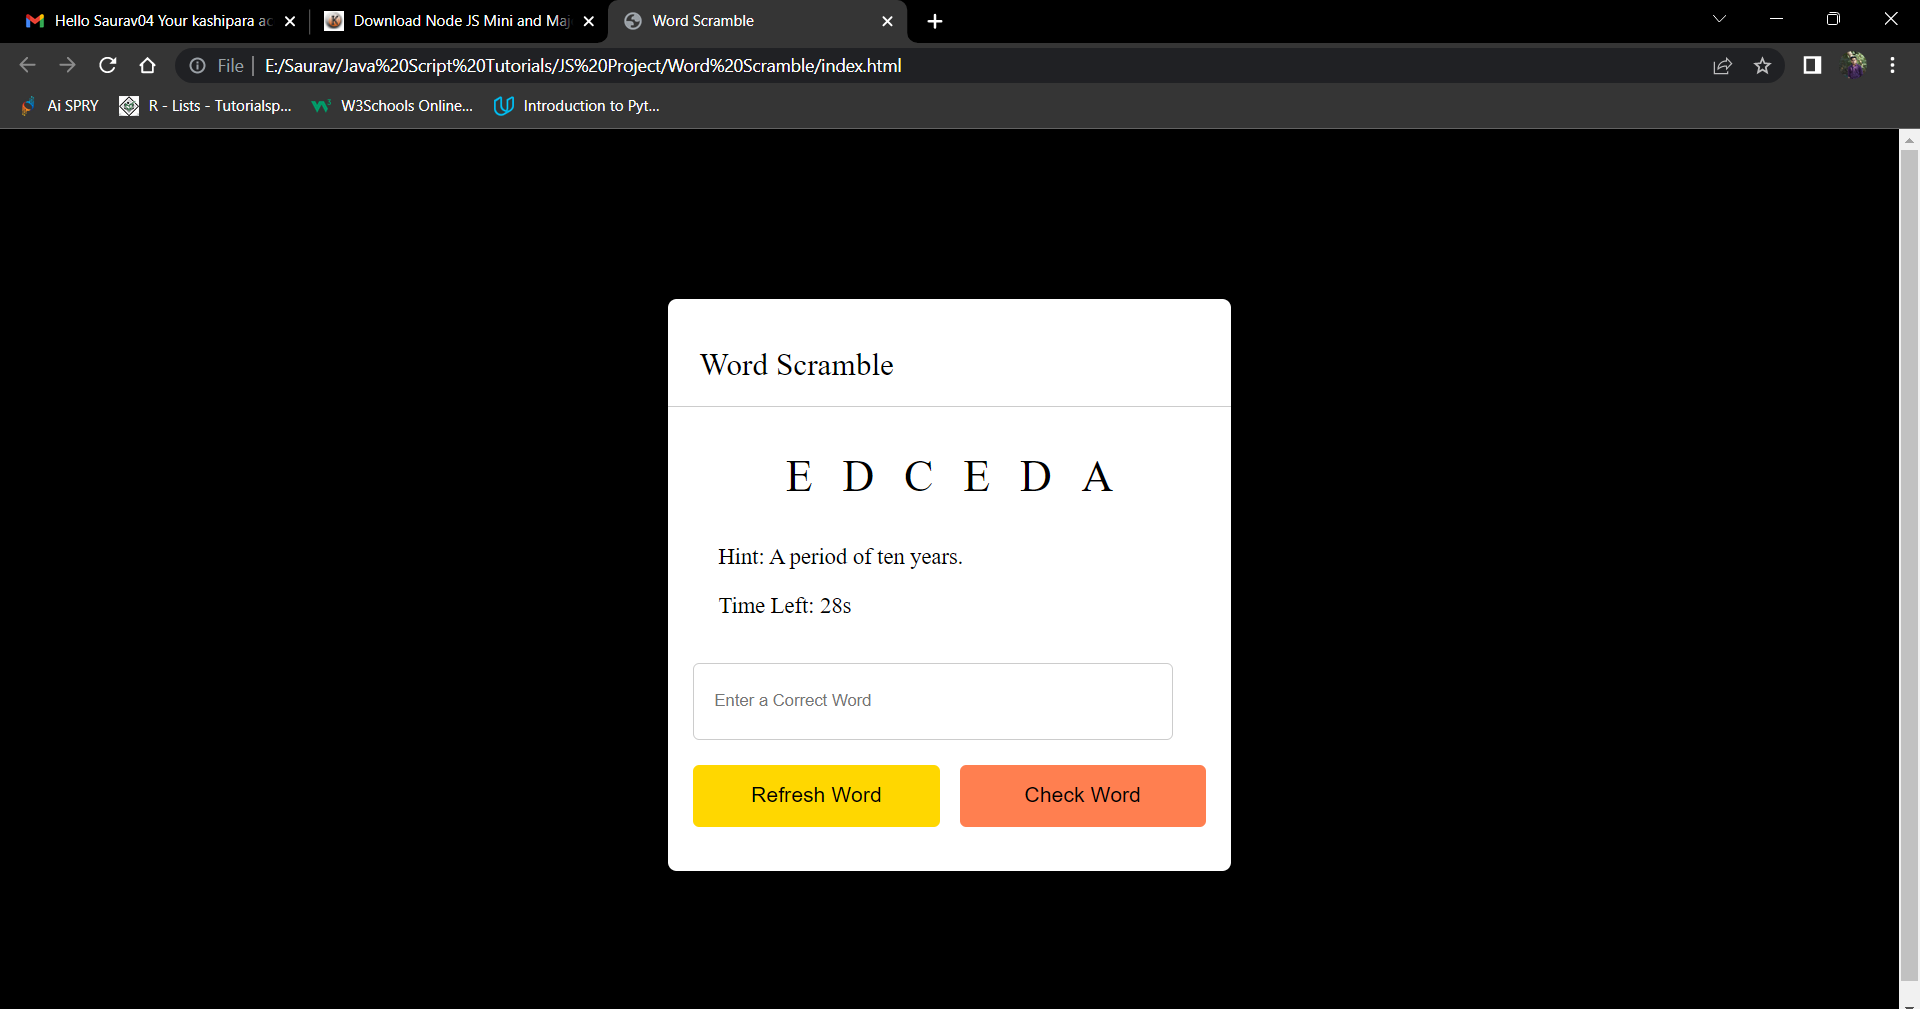 Hello Saurav04 Your kashipara ac
Download Node JS Mini and Maj
Word Scramble
File
E:/Saurav/Java%20Script%20Tutorials/JS%20Project/Word%20Scramble/index.html
Ai SPRY
R - Lists - Tutorialsp...
W3Schools Online...
Introduction to Pyt...
Word Scramble
E D C E D A
Hint: A period of ten years.
Time Left: 28s
Enter a Correct Word
Refresh Word
Check Word